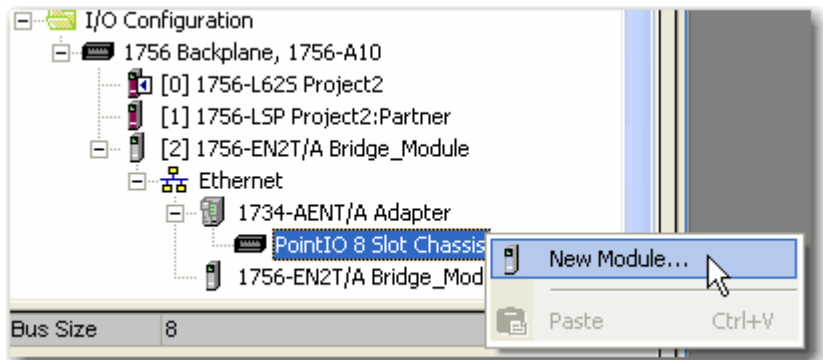 I/O Configuration
1756 Backplane, 1756-A10
[0] 1756-L62S Project2
[1] 1756-LSP Project2:Partner
[2] 1756-EN2T/A Bridge_Module
Ethernet
1734-AENT/A Adapter
PointIO 8 Slot Chassis
New Module...
1756-EN2T/A Bridge_Mod
Paste Ctrl+V
Bus Size 8